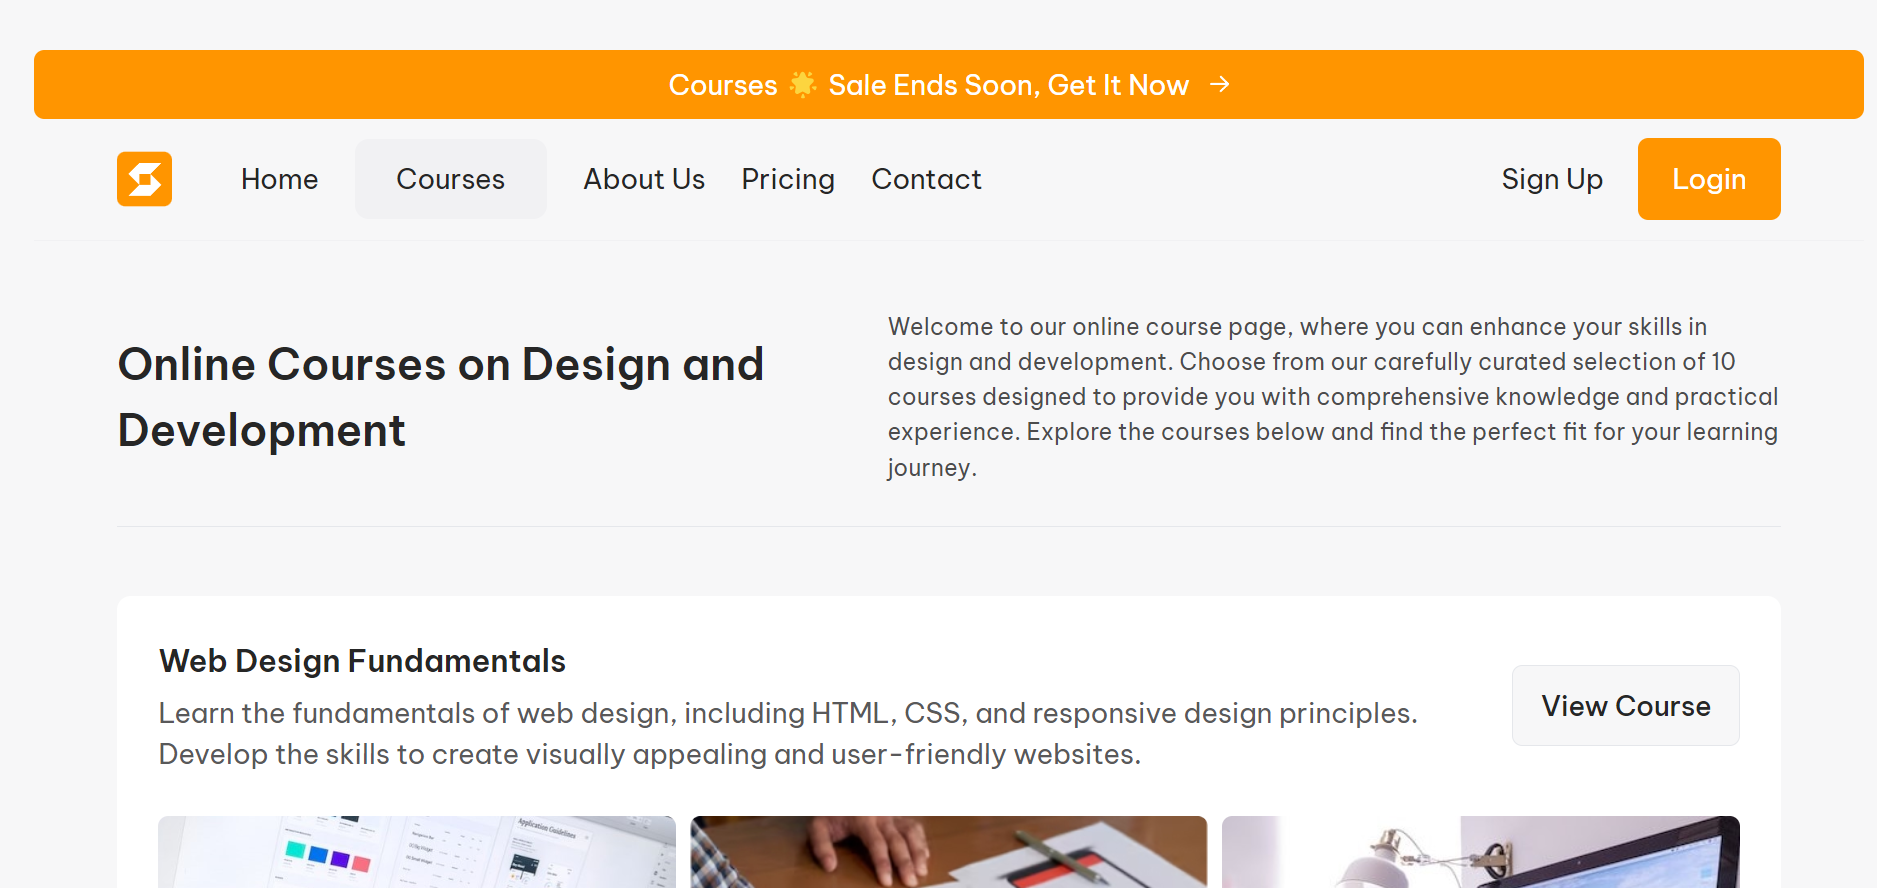 Courses 🌟 Sale Ends Soon, Get It Now →
Home Courses About Us Pricing Contact Sign Up Login
Online Courses on Design and
Development
Welcome to our online course page, where you can enhance your skills in
design and development. Choose from our carefully curated selection of 10
courses designed to provide you with comprehensive knowledge and practical
experience. Explore the courses below and find the perfect fit for your learning
journey.
Web Design Fundamentals
Learn the fundamentals of web design, including HTML, CSS, and responsive design principles.
Develop the skills to create visually appealing and user-friendly websites.
View Course
Application Guidelines